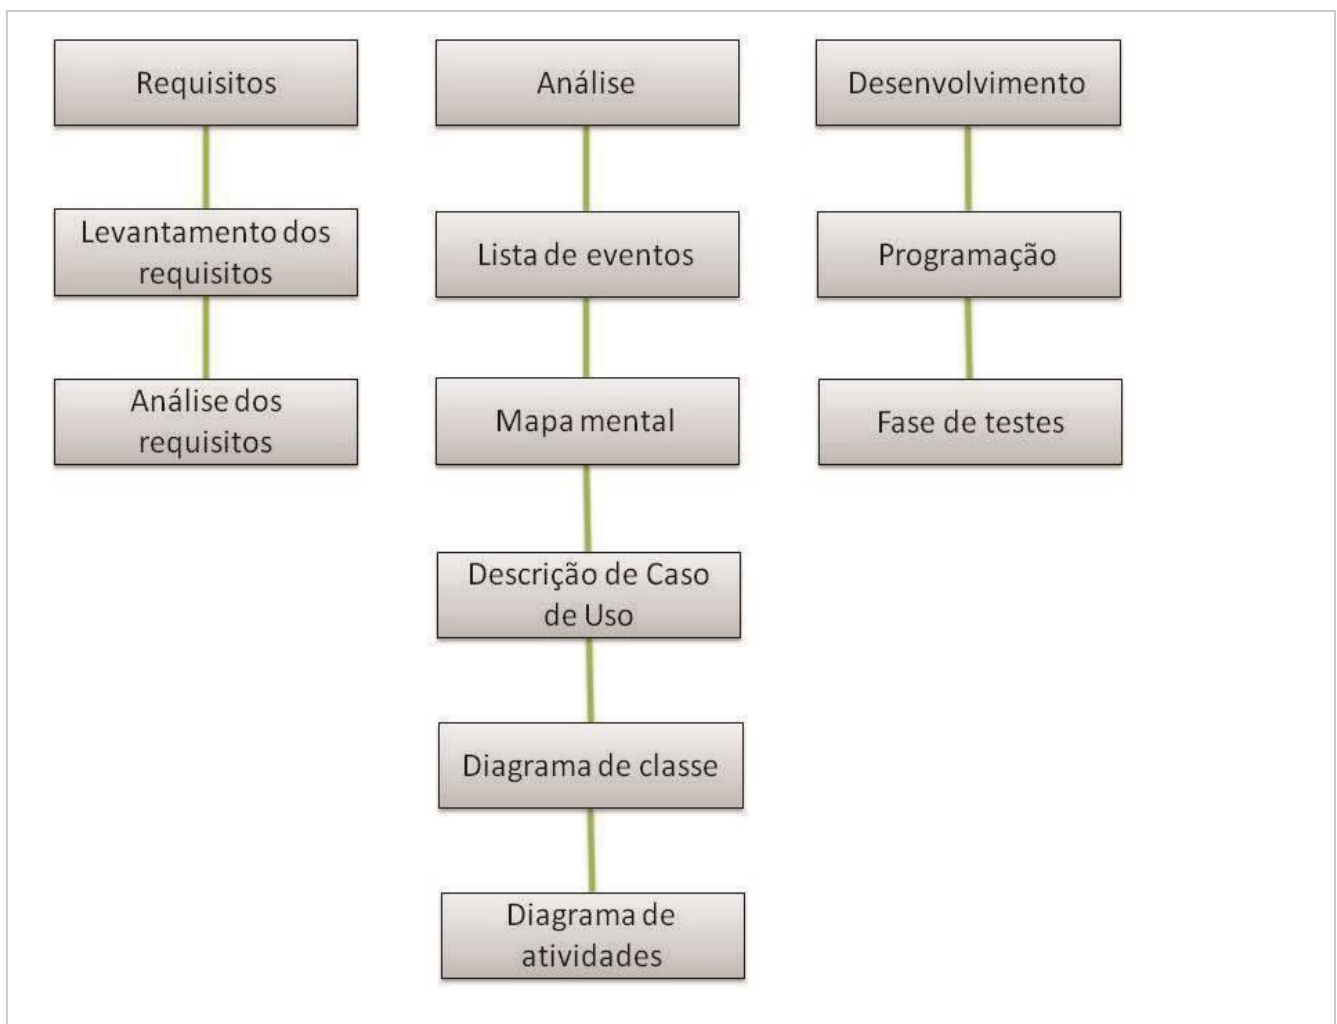 Requisitos
Levantamento dos
requisitos
Análise dos
requisitos
Análise
Lista de eventos
Mapa mental
Descrição de Caso
de Uso
Diagrama de classe
Diagrama de
atividades
Desenvolvimento
Programação
Fase de testes